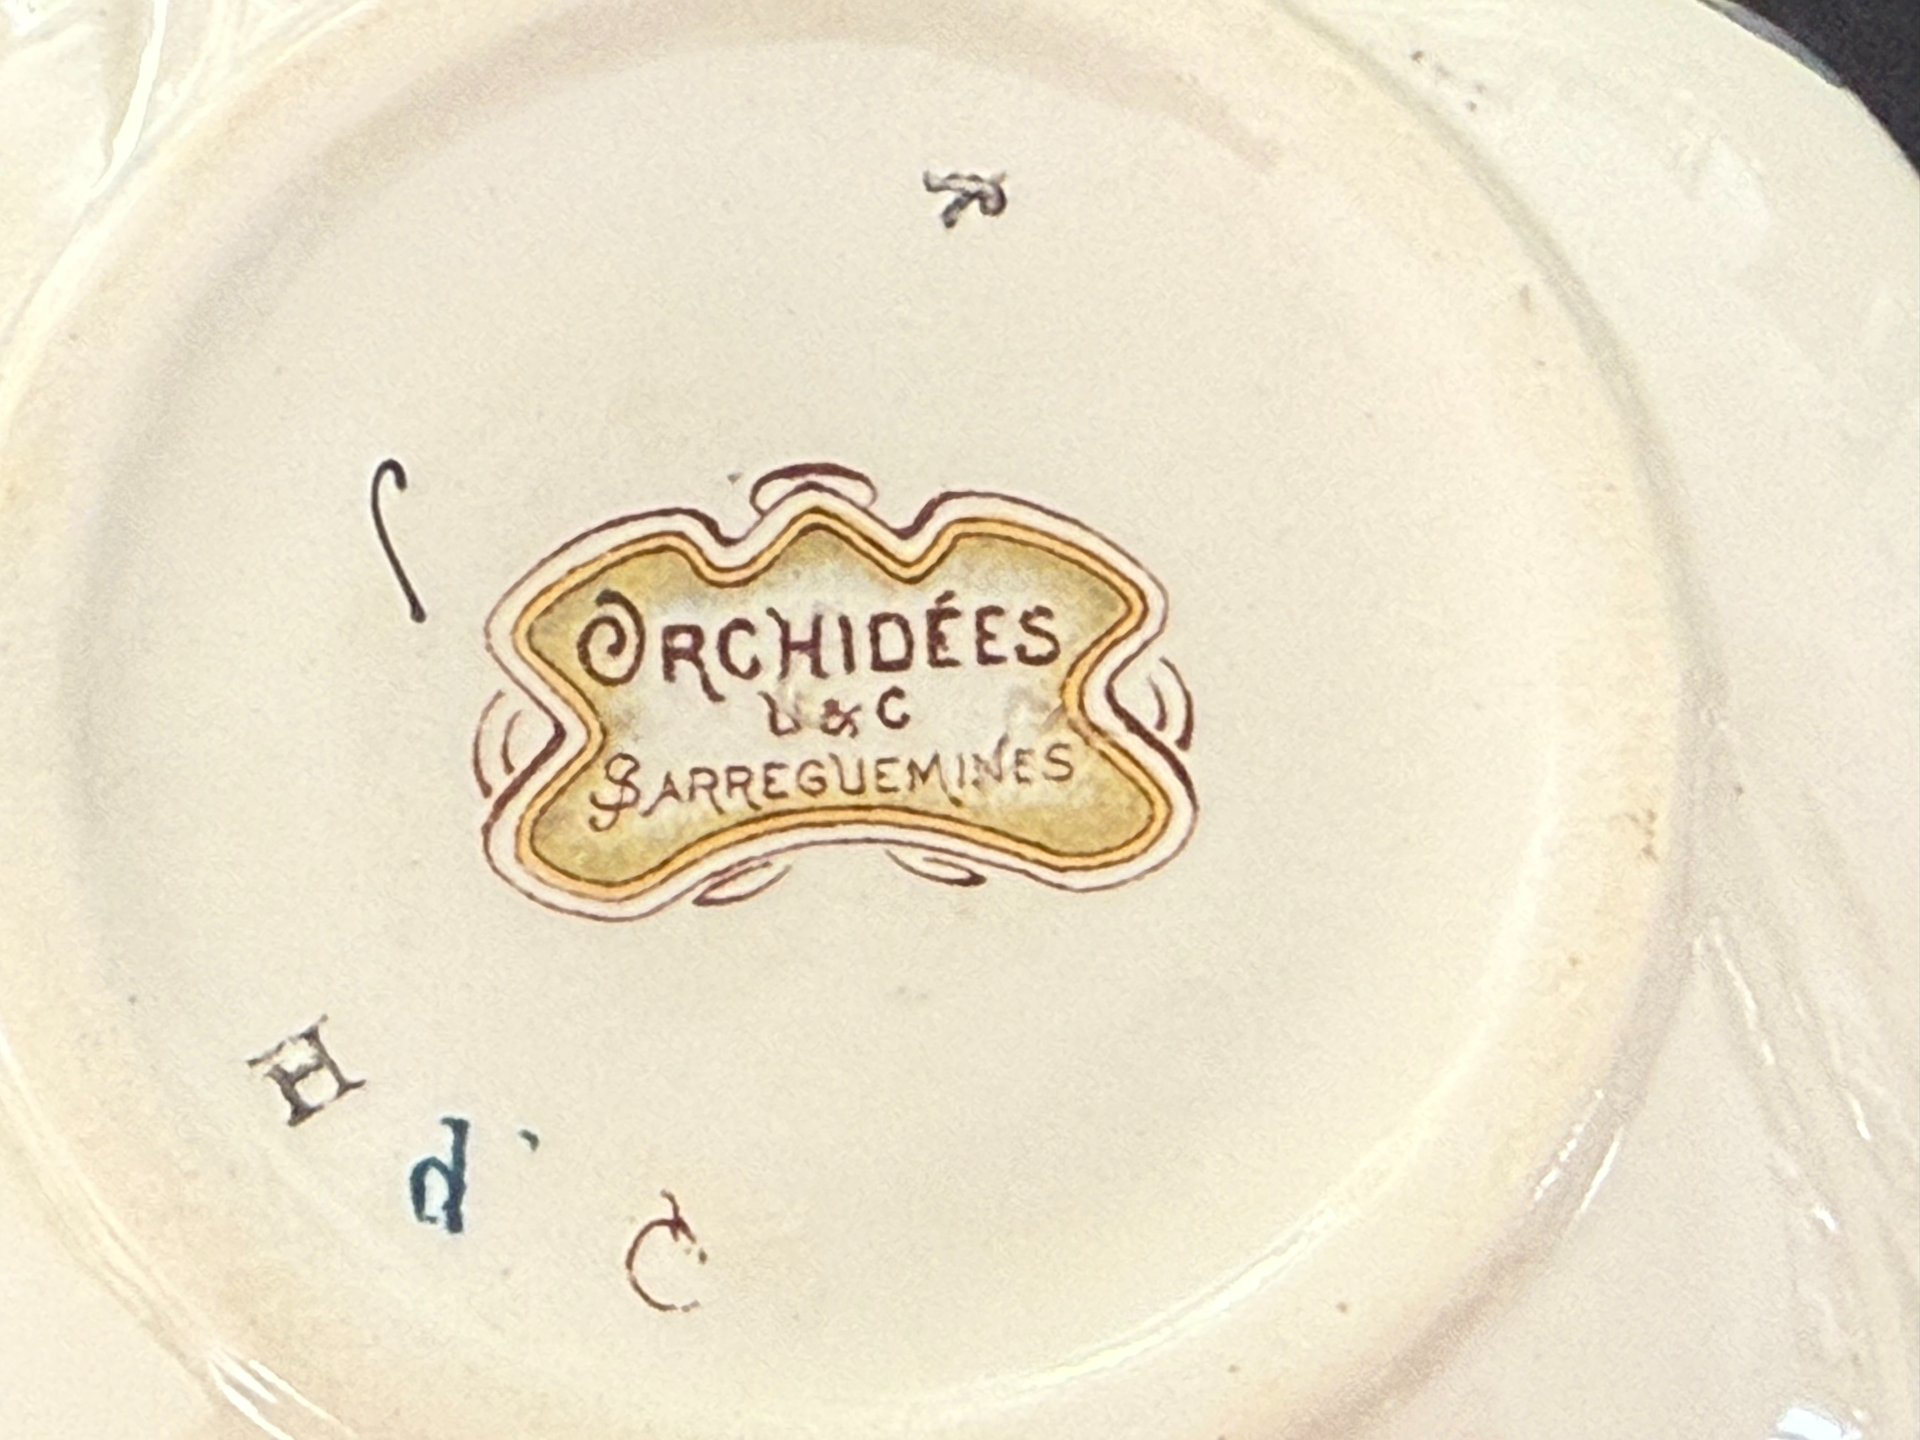 ORCHIDÉES
U & C
SARREGUEMINES
H
d
C